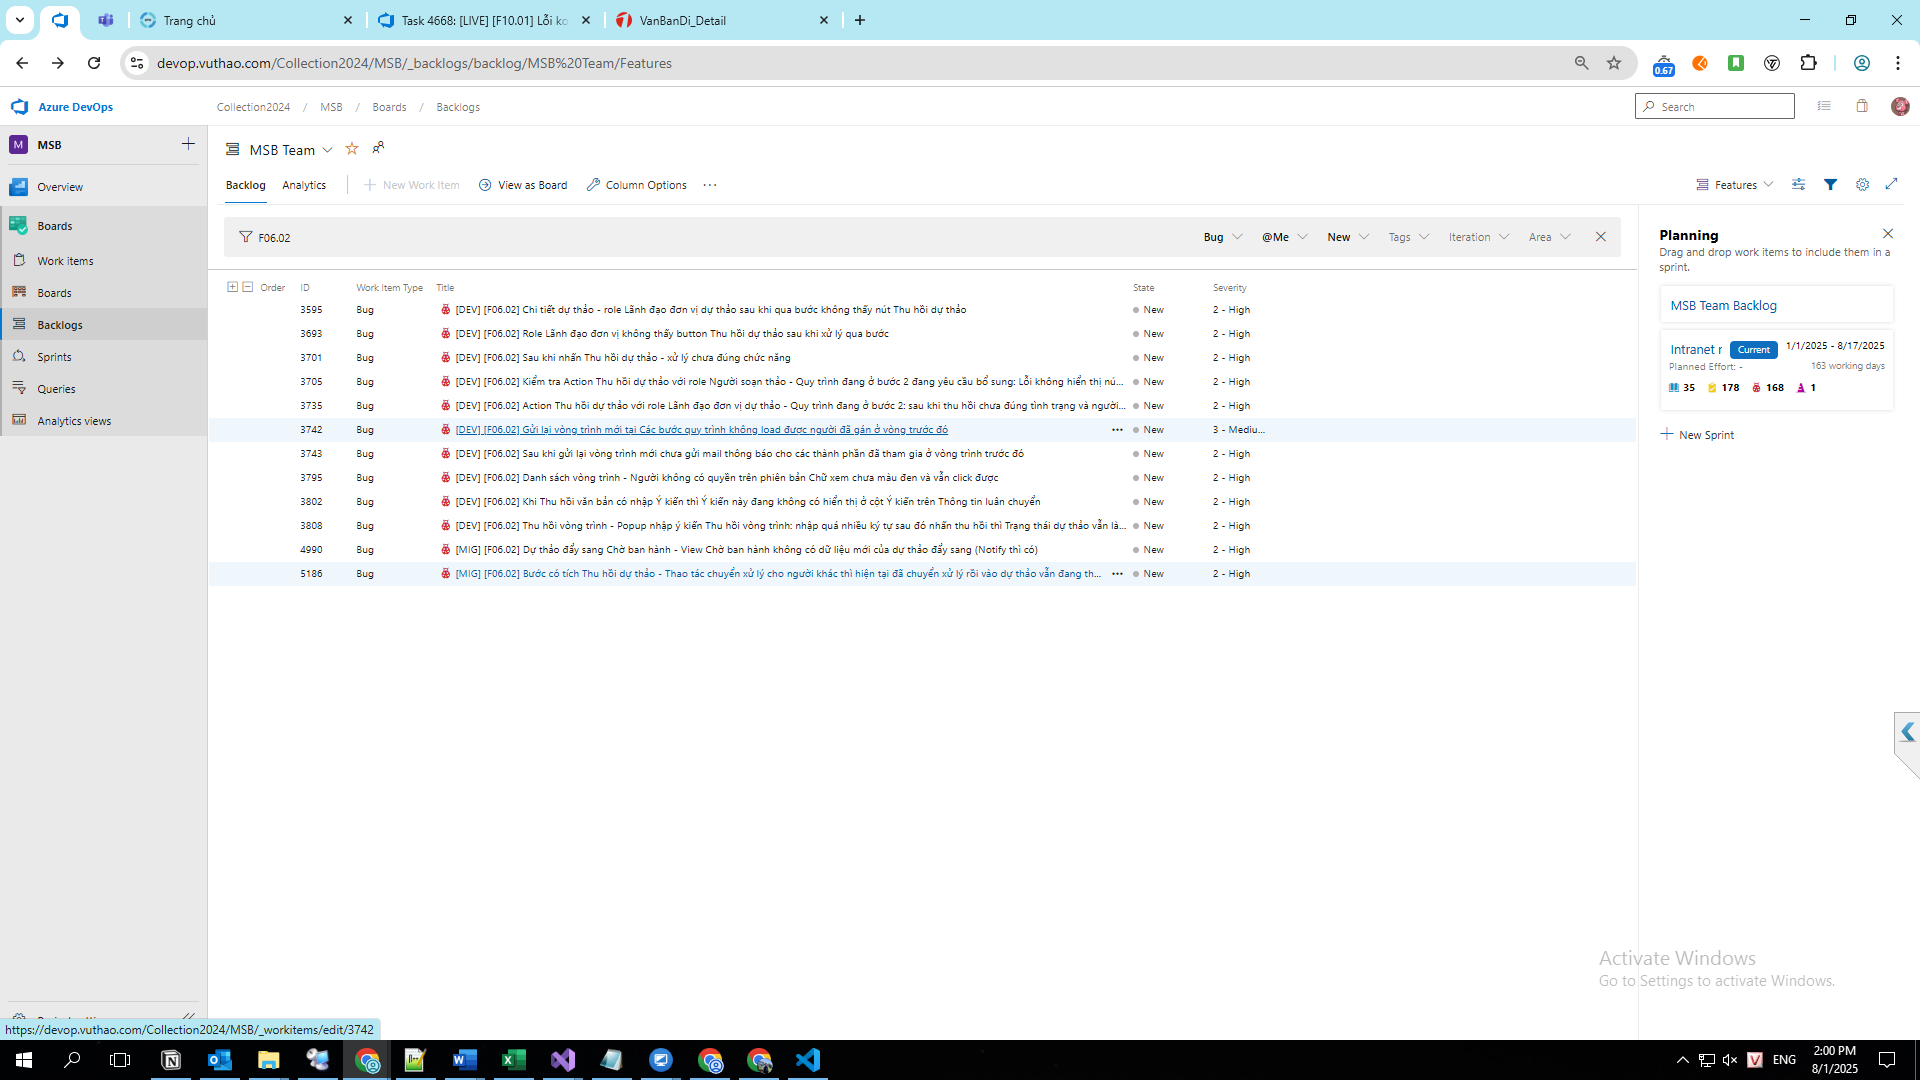 Trang chủ
Task 4668: [LIVE] [F10.01] Lỗi ko
VanBanDi_Detail
devop.vuthao.com/Collection2024/MSB/_backlogs/backlog/MSB%20Team/Features
0.67
Azure DevOps
Collection2024 / MSB / Boards / Backlogs
Search
M MSB
MSB Team
Overview
Backlog Analytics New Work Item View as Board Column Options
Features
Boards
Work items
Boards
Backlogs
Sprints
Queries
Analytics views
F06.02
Bug @Me New Tags Iteration Area
Order ID Work Item Type Title State Severity
3595 Bug [DEV] [F06.02] Chi tiết dự thảo - role Lãnh đạo đơn vị dự thảo sau khi qua bước không thấy nút Thu hồi dự thảo New 2 - High
3693 Bug [DEV] [F06.02] Role Lãnh đạo đơn vị không thấy button Thu hồi dự thảo sau khi xử lý qua bước New 2 - High
3701 Bug [DEV] [F06.02] Sau khi nhấn Thu hồi dự thảo - xử lý chưa đúng chức năng New 2 - High
3705 Bug [DEV] [F06.02] Kiểm tra Action Thu hồi dự thảo với role Người soạn thảo - Quy trình đang ở bước 2 đang yêu cầu bổ sung: Lỗi không hiển thị nú... New 2 - High
3735 Bug [DEV] [F06.02] Action Thu hồi dự thảo với role Lãnh đạo đơn vị dự thảo - Quy trình đang ở bước 2: sau khi thu hồi chưa đúng tình trạng và người... New 2 - High
3742 Bug [DEV] [F06.02] Gửi lại vòng trình mới tại Các bước quy trình không load được người đã gán ở vòng trước đó New 3 - Mediu...
3743 Bug [DEV] [F06.02] Sau khi gửi lại vòng trình mới chưa gửi mail thông báo cho các thành phần đã tham gia ở vòng trình trước đó New 2 - High
3795 Bug [DEV] [F06.02] Danh sách vòng trình - Người không có quyền trên phiên bản Chữ xem chưa màu đen và vẫn click được New 2 - High
3802 Bug [DEV] [F06.02] Khi Thu hồi văn bản có nhập Ý kiến thì Ý kiến này đang không có hiển thị ở cột Ý kiến trên Thông tin luân chuyển New 2 - High
3808 Bug [DEV] [F06.02] Thu hồi vòng trình - Popup nhập ý kiến Thu hồi vòng trình: nhập quá nhiều ký tự sau đó nhấn thu hồi thì Trạng thái dự thảo vẫn là... New 2 - High
4990 Bug [MIG] [F06.02] Dự thảo đẩy sang Chờ ban hành - View Chờ ban hành không có dữ liệu mới của dự thảo đẩy sang (Notify thì có) New 2 - High
5186 Bug [MIG] [F06.02] Bước có tích Thu hồi dự thảo - Thao tác chuyển xử lý cho người khác thì hiện tại đã chuyển xử lý rồi vào dự thảo vẫn đang th... New 2 - High
Planning
Drag and drop work items to include them in a
sprint.
MSB Team Backlog
Intranet Current 1/1/2025 - 8/17/2025
Planned Effort: - 163 working days
35 178 168 1
New Sprint
Activate Windows
Go to Settings to activate Windows.
https://devop.vuthao.com/Collection2024/MSB/_workitems/edit/3742
ENG
2:00 PM
8/1/2025